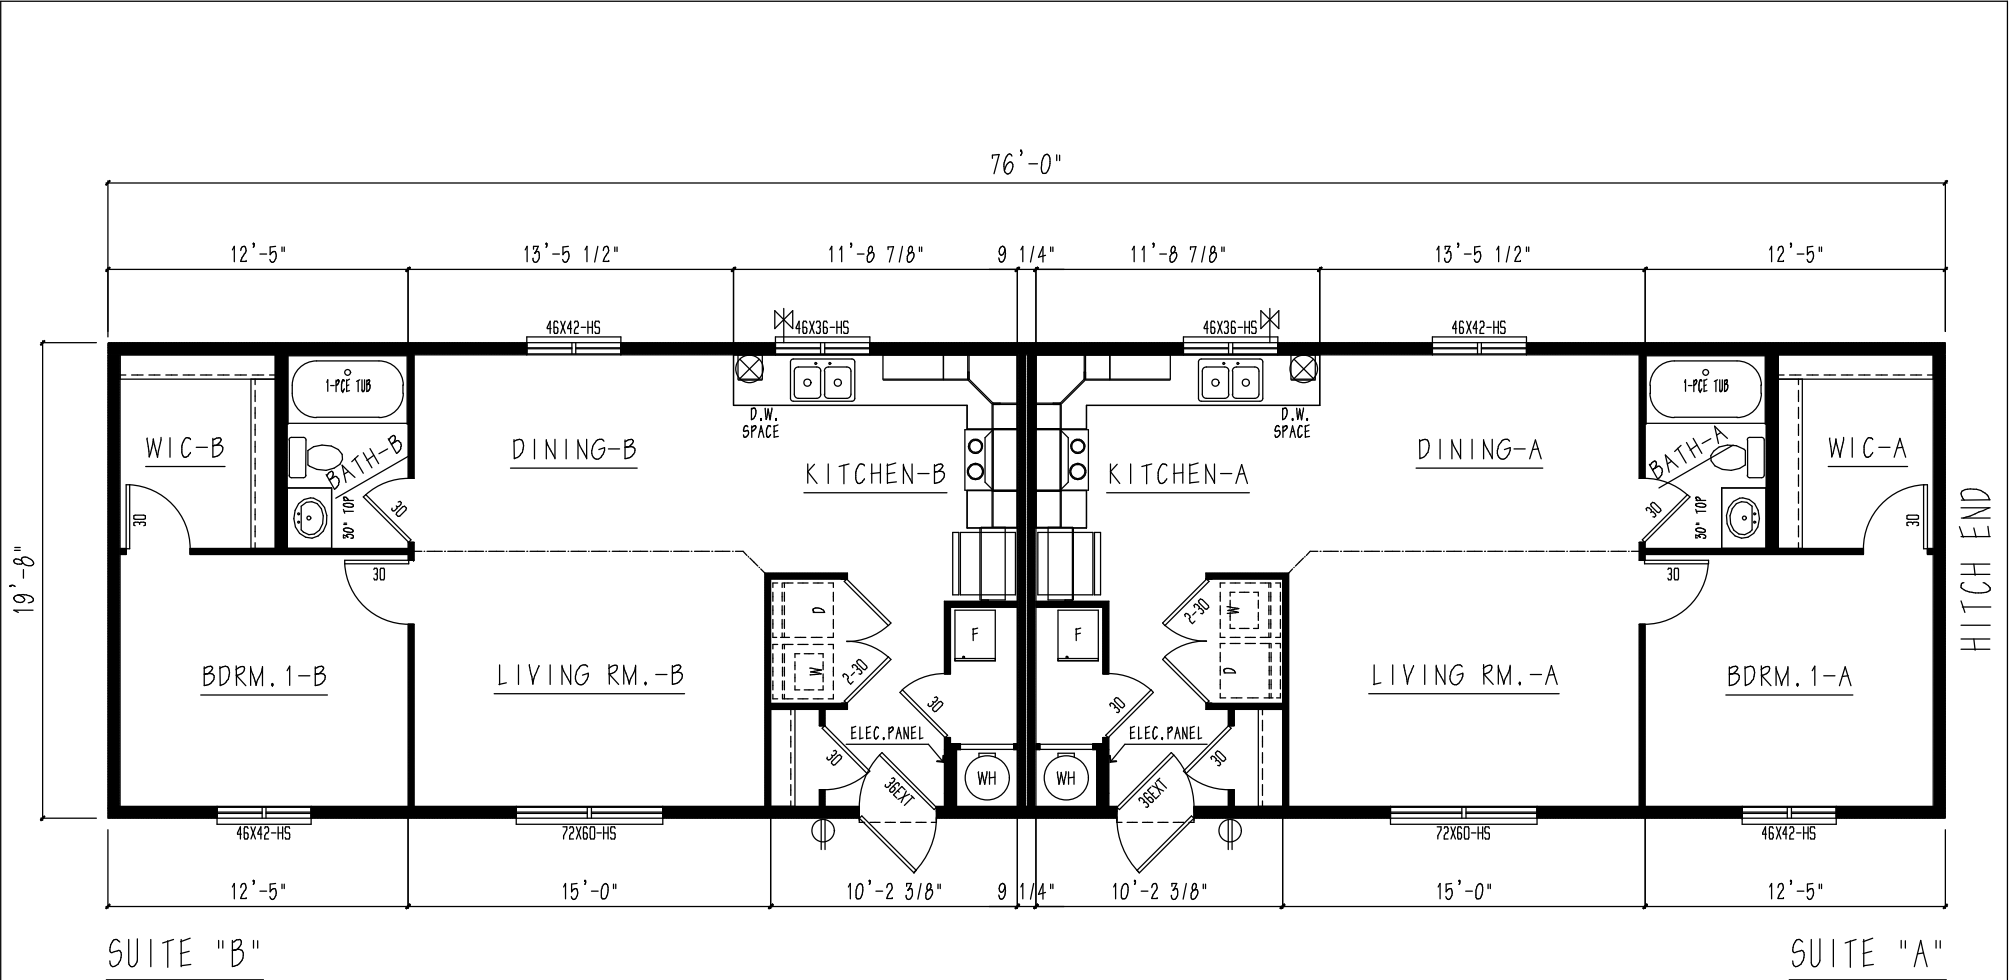 76'-0"
12'-5" 13'-5 1/2" 11'-8 7/8" 9 1/4" 11'-8 7/8" 13'-5 1/2" 12'-5"
46X42-HS 46X36-HS 46X36-HS 46X42-HS
1-PCE TUB 1-PCE TUB
D.W. D.W.
SPACE SPACE
WIC-B BATH-B DINING-B KITCHEN-B KITCHEN-A DINING-A BATH-A WIC-A
30 30" TOP 30 30 30" TOP 30
HITCH END
19'-8"
30 30
D 2-30 W
F F
W 2-30 D
BDRM. 1-B LIVING RM.-B LIVING RM.-A BDRM. 1-A
30 30
ELEC.PANEL ELEC.PANEL
30 36EXT WH WH 36EXT 30
46X42-HS 72X60-HS 72X60-HS 46X42-HS
12'-5" 15'-0" 10'-2 3/8" 9 1/4" 10'-2 3/8" 15'-0" 12'-5"
SUITE "B" SUITE "A"